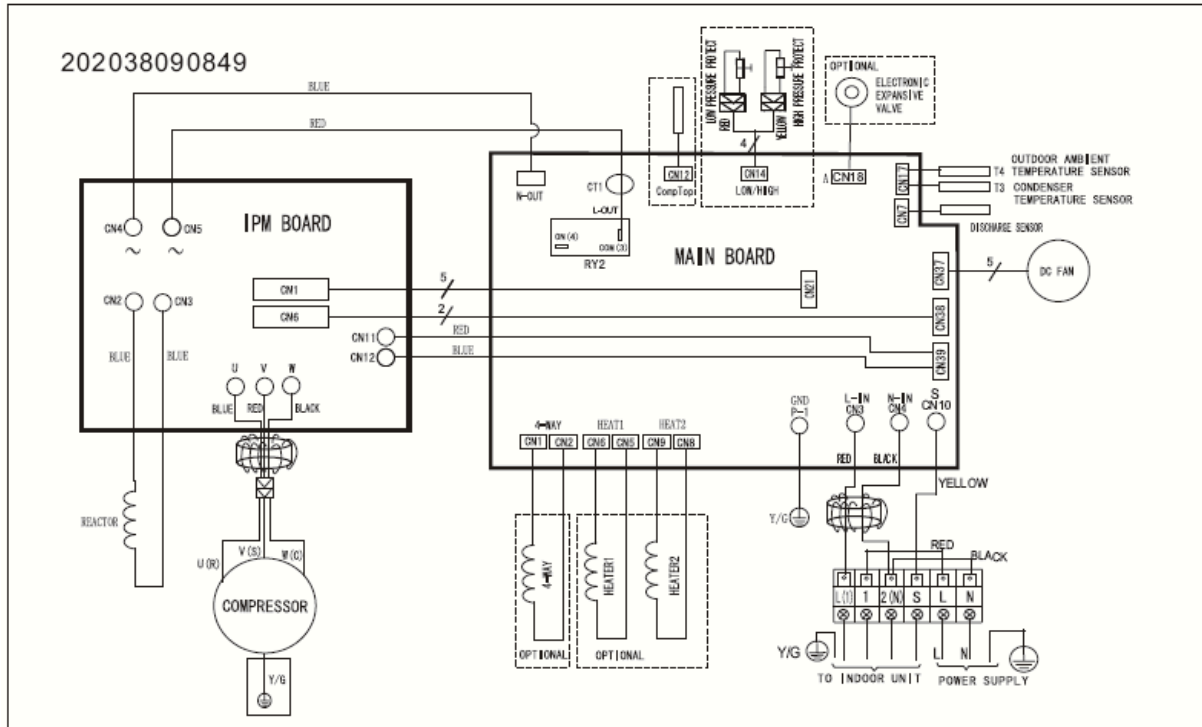 202038090849
BLUE
RED
LOW PRESSURE PROTECT
RED
HIGH PRESSURE PROTECT
YELLOW
4
OPTIONAL
ELECTRONIC
EXPANSIVE
VALVE
CN12
CompTop
CN14
LOW/HIGH
A CN18
CN17
CN7
OUTDOOR AMBIENT
T4 TEMPERATURE SENSOR
T3 CONDENSER
TEMPERATURE SENSOR
DISCHARGE SENSOR
N-OUT
CT1
L-OUT
CN(4)
COM(3)
RY2
MAIN BOARD
IPM BOARD
CN4
CN5
~
~
CN2
CN3
CN1
CN6
5
2
CN21
CN37
5
DC FAN
CN38
CN39
CN11
RED
CN12
BLUE
BLUE
BLUE
U
V
W
BLUE
RED
BLACK
4-WAY
HEAT1
HEAT2
CN1
CN2
CN6
CN5
CN9
CN8
GND
P-1
L-IN
CN3
N-IN
CN4
S
CN10
RED
BLACK
YELLOW
REACTOR
U(R)
V(S)
W(C)
COMPRESSOR
Y/G
4-WAY
OPTIONAL
HEATER1
HEATER2
OPTIONAL
Y/G
RED
BLACK
L(1)
1
2(N)
S
L
N
Y/G
L
N
TO INDOOR UNIT
POWER SUPPLY